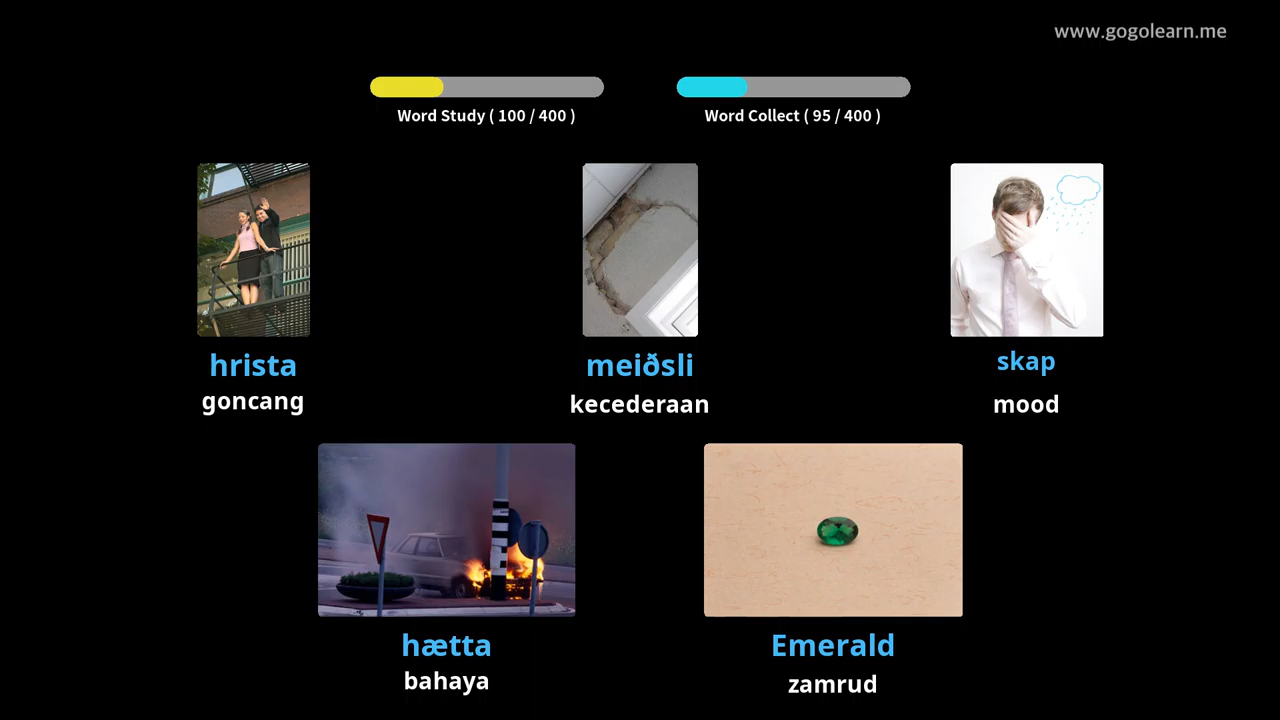 www.gogolearn.me
Word Study ( 100 / 400 )
Word Collect ( 95 / 400 )
hrista
goncang
meiðsli
kecederaan
skap
mood
hætta
bahaya
Emerald
zamrud